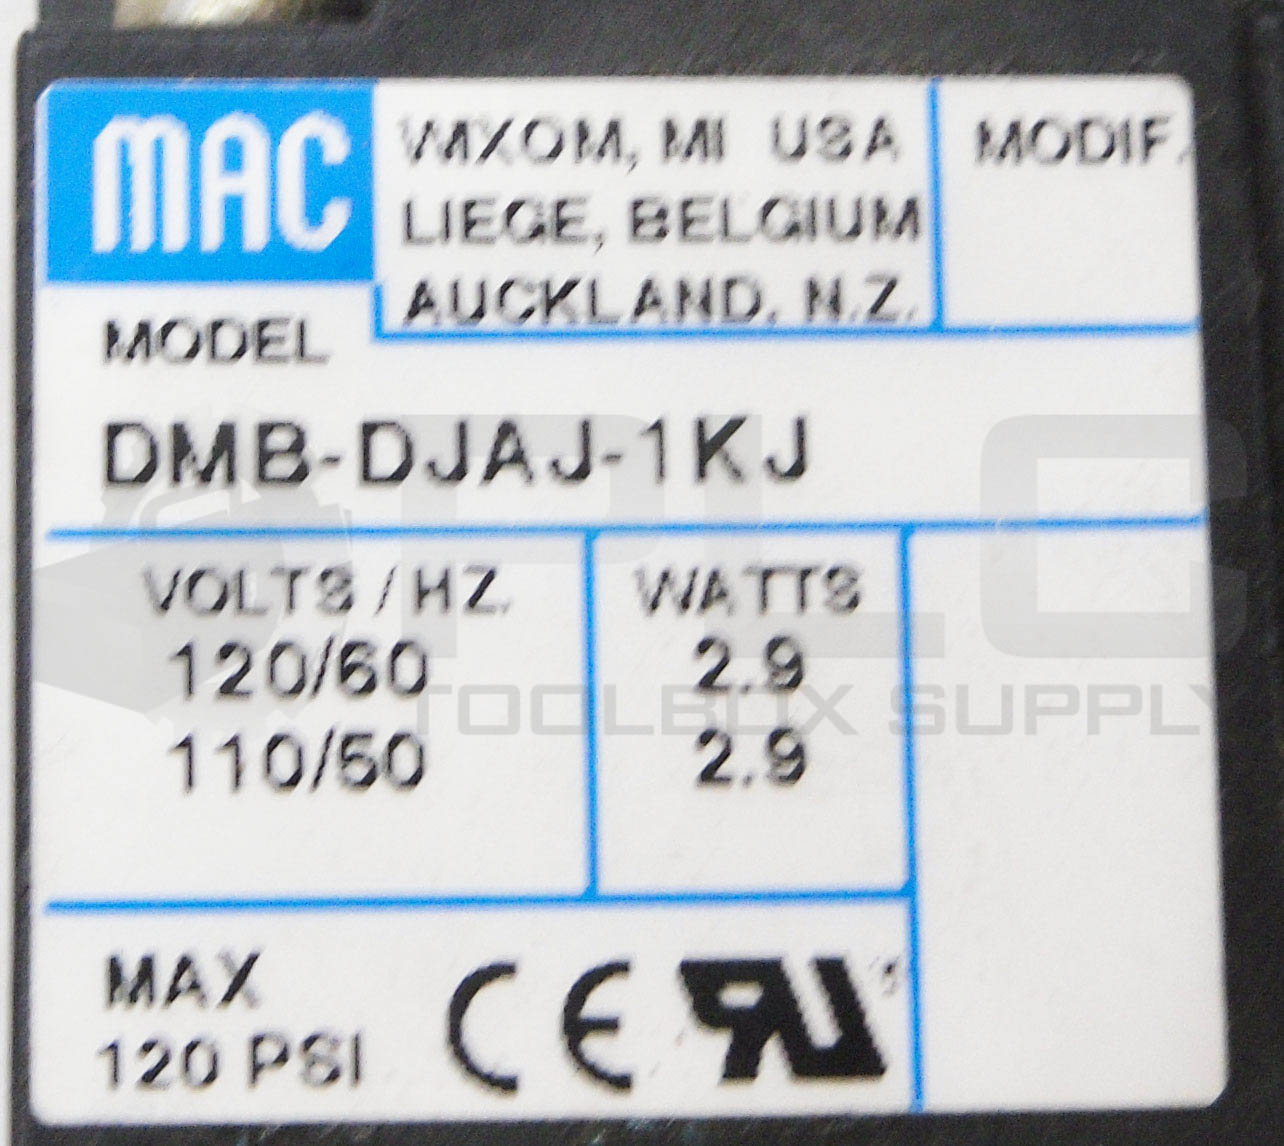 MAC
WIXOM, MI USA
LIEGE, BELGIUM
AUCKLAND, N.Z.
MODIF.
MODEL
DMB-DJAJ-1KJ
VOLTS / HZ.
120/60
110/50
WATTS
2.9
2.9
MAX
120 PSI
CE
PLC
TOOLBOX SUPPLY